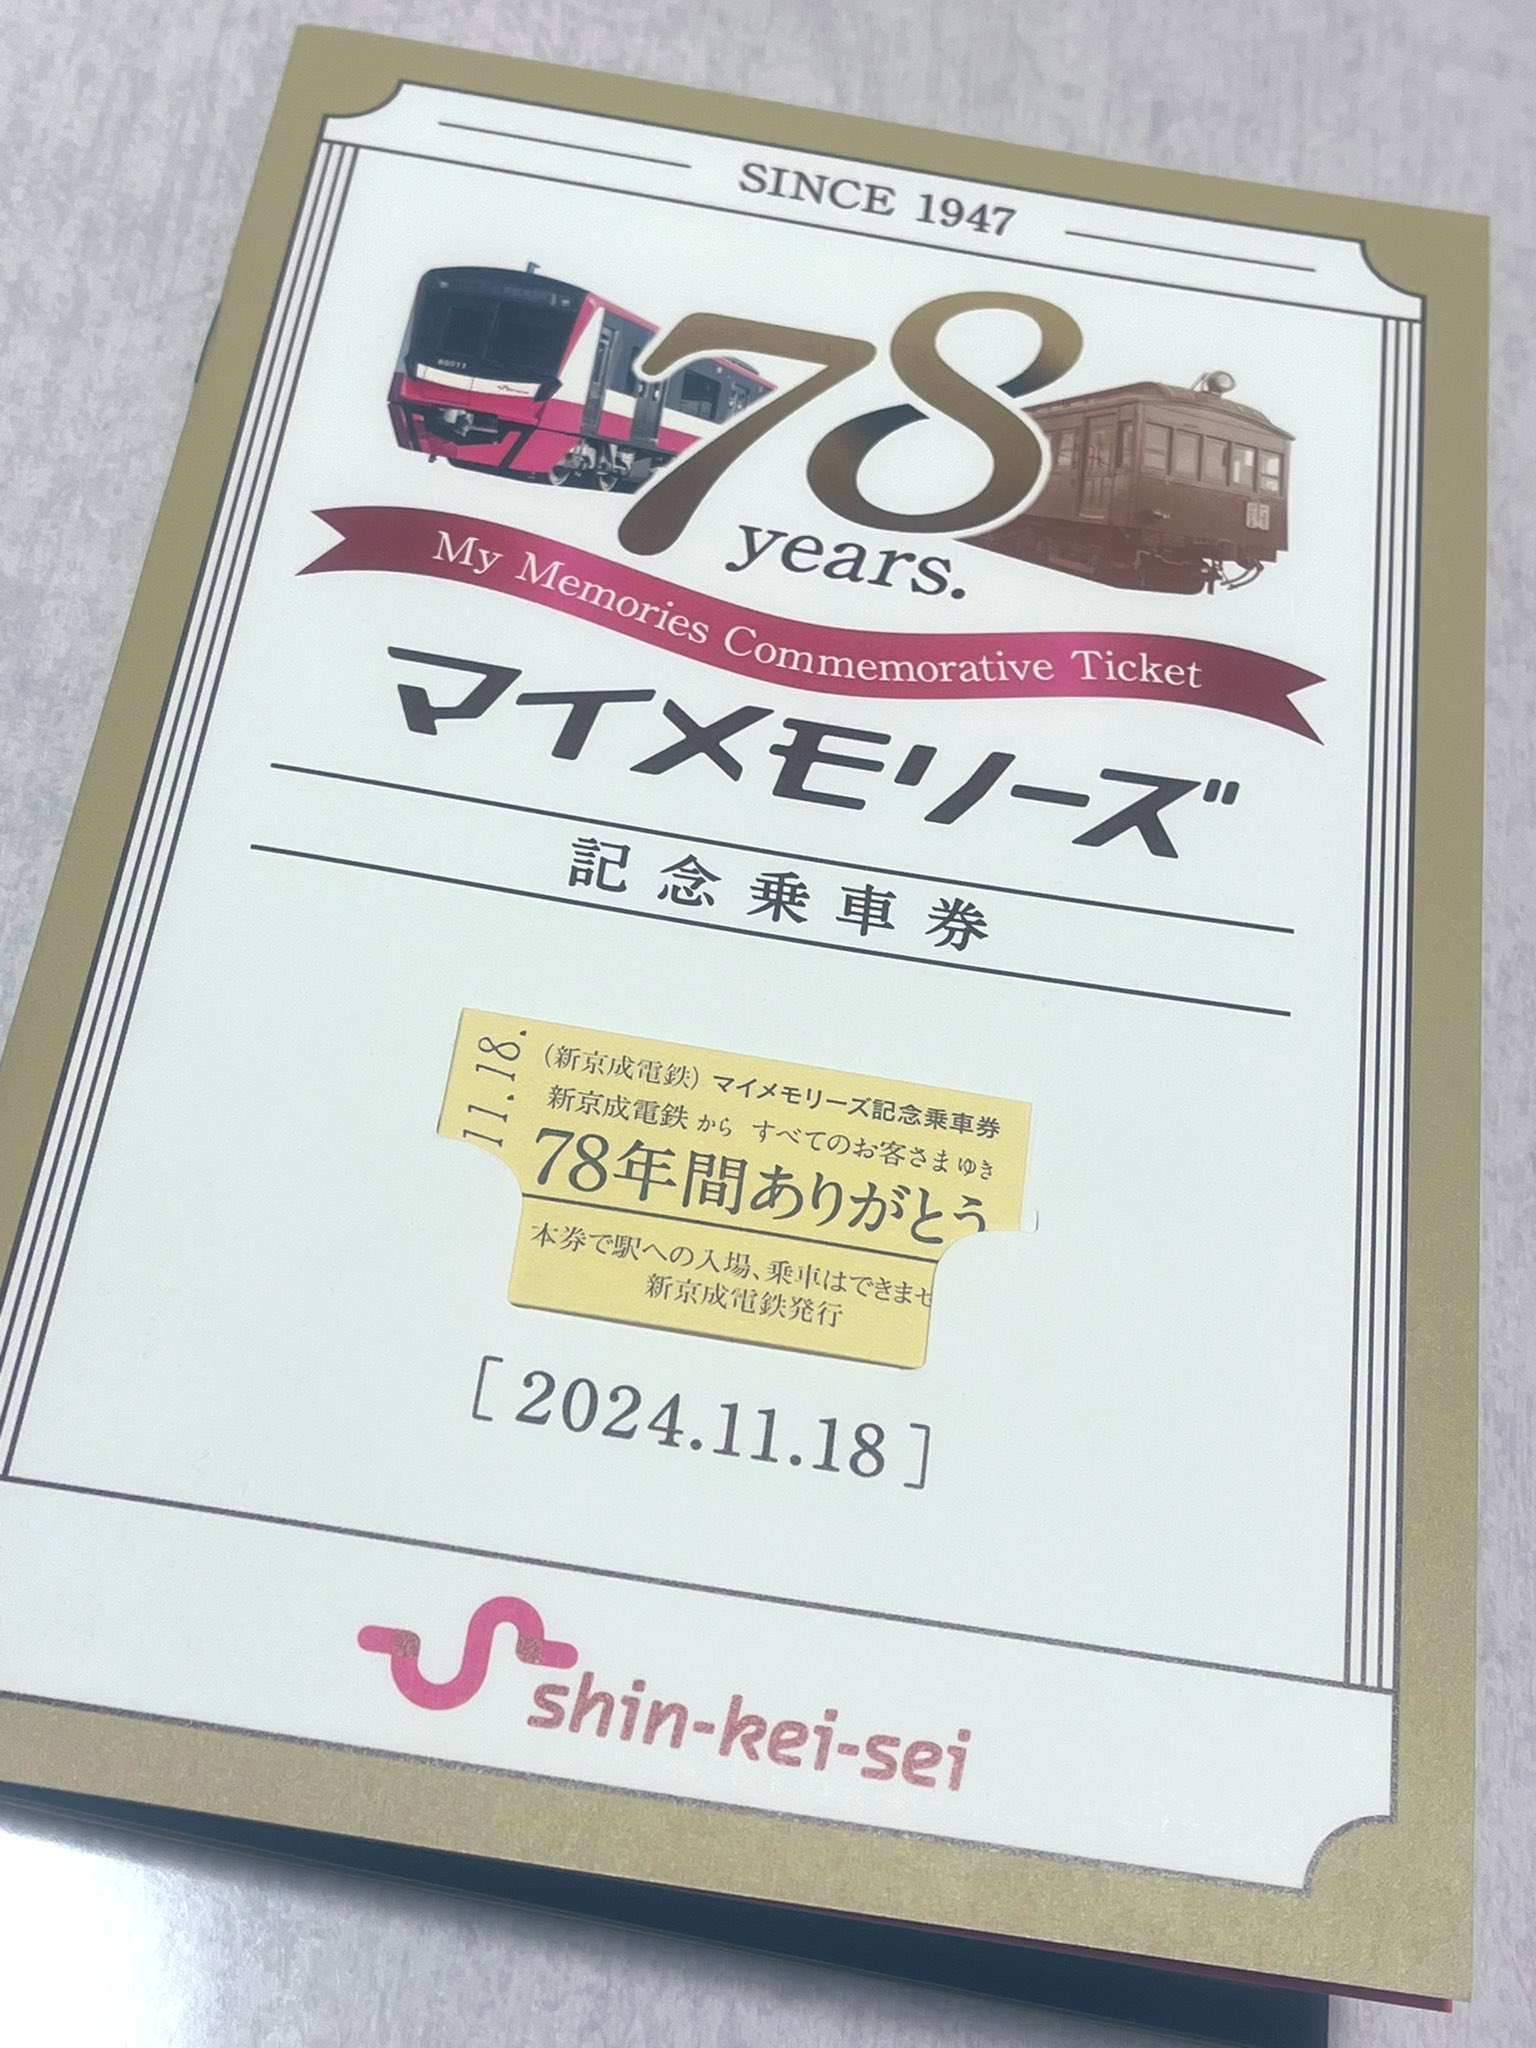 SINCE 1947
78
years.
My Memories Commemorative Ticket
マイメモリーズ
記念乗車券
11.18.
(新京成電鉄) マイメモリーズ記念乗車券
新京成電鉄 から すべてのお客さま ゆき
78年間ありがとう
本券で駅への入場、乗車はできませ
新京成電鉄発行
[ 2024.11.18 ]
shin-kei-sei